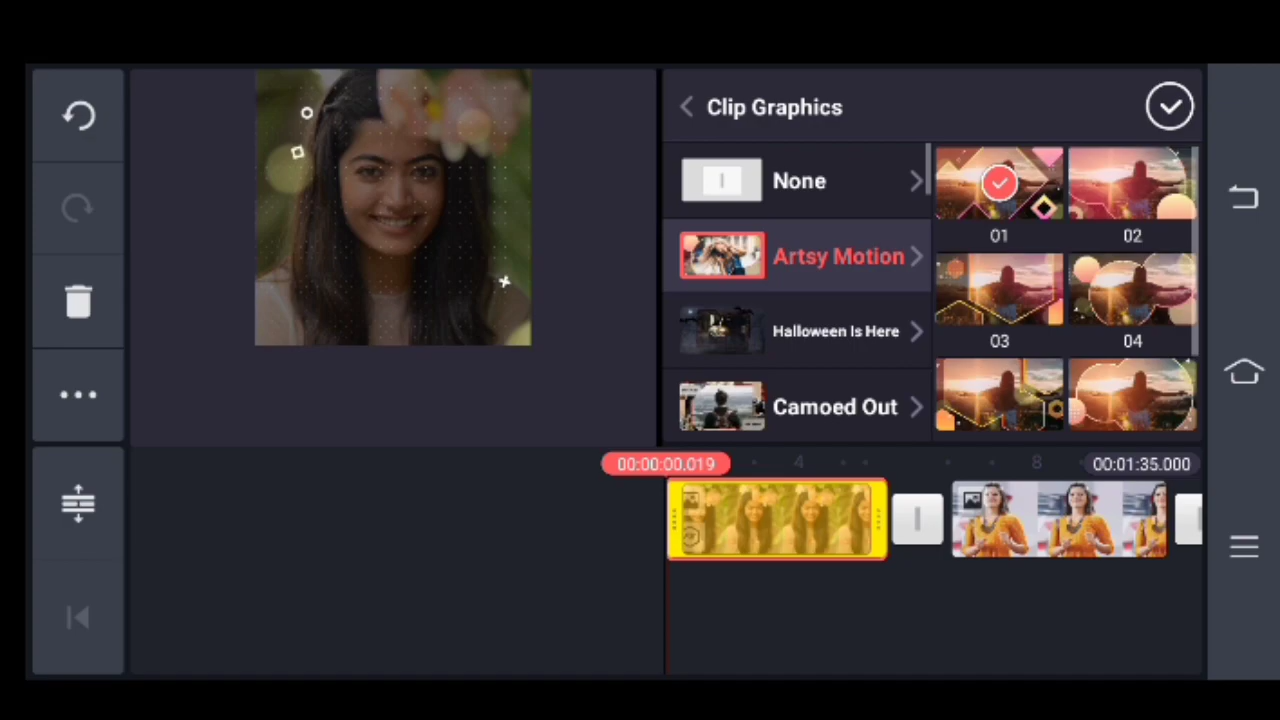 Clip Graphics
None
Artsy Motion
Halloween Is Here
Camoed Out
01
02
03
04
00:00:00.019
4
8
00:01:35.000